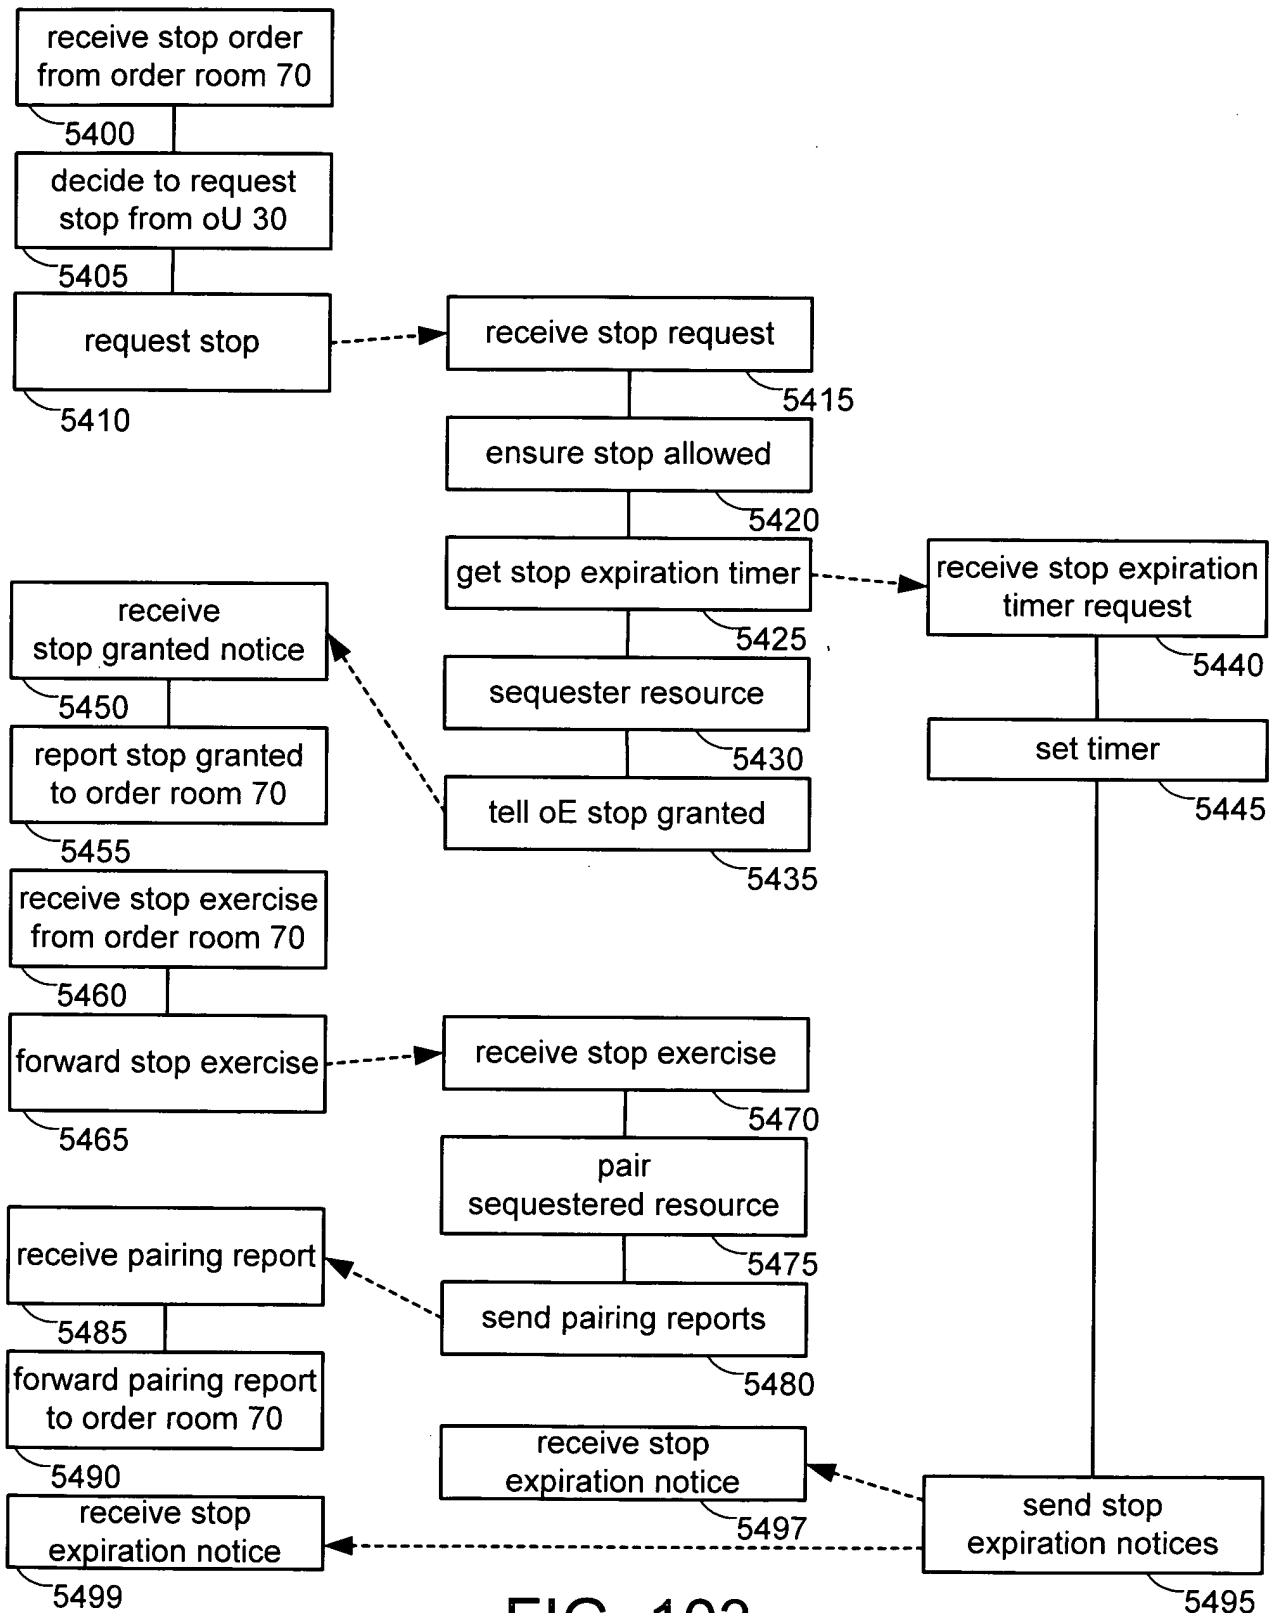 receive stop order
from order room 70
5400
decide to request
stop from oU 30
5405
request stop
5410
receive stop request
5415
ensure stop allowed
5420
get stop expiration timer
5425
receive stop expiration
timer request
5440
sequester resource
5430
set timer
5445
tell oE stop granted
5435
receive
stop granted notice
5450
report stop granted
to order room 70
5455
receive stop exercise
from order room 70
5460
forward stop exercise
5465
receive stop exercise
5470
pair
sequestered resource
5475
send pairing reports
5480
receive pairing report
5485
forward pairing report
to order room 70
5490
send stop
expiration notices
5495
receive stop
expiration notice
5497
receive stop
expiration notice
5499